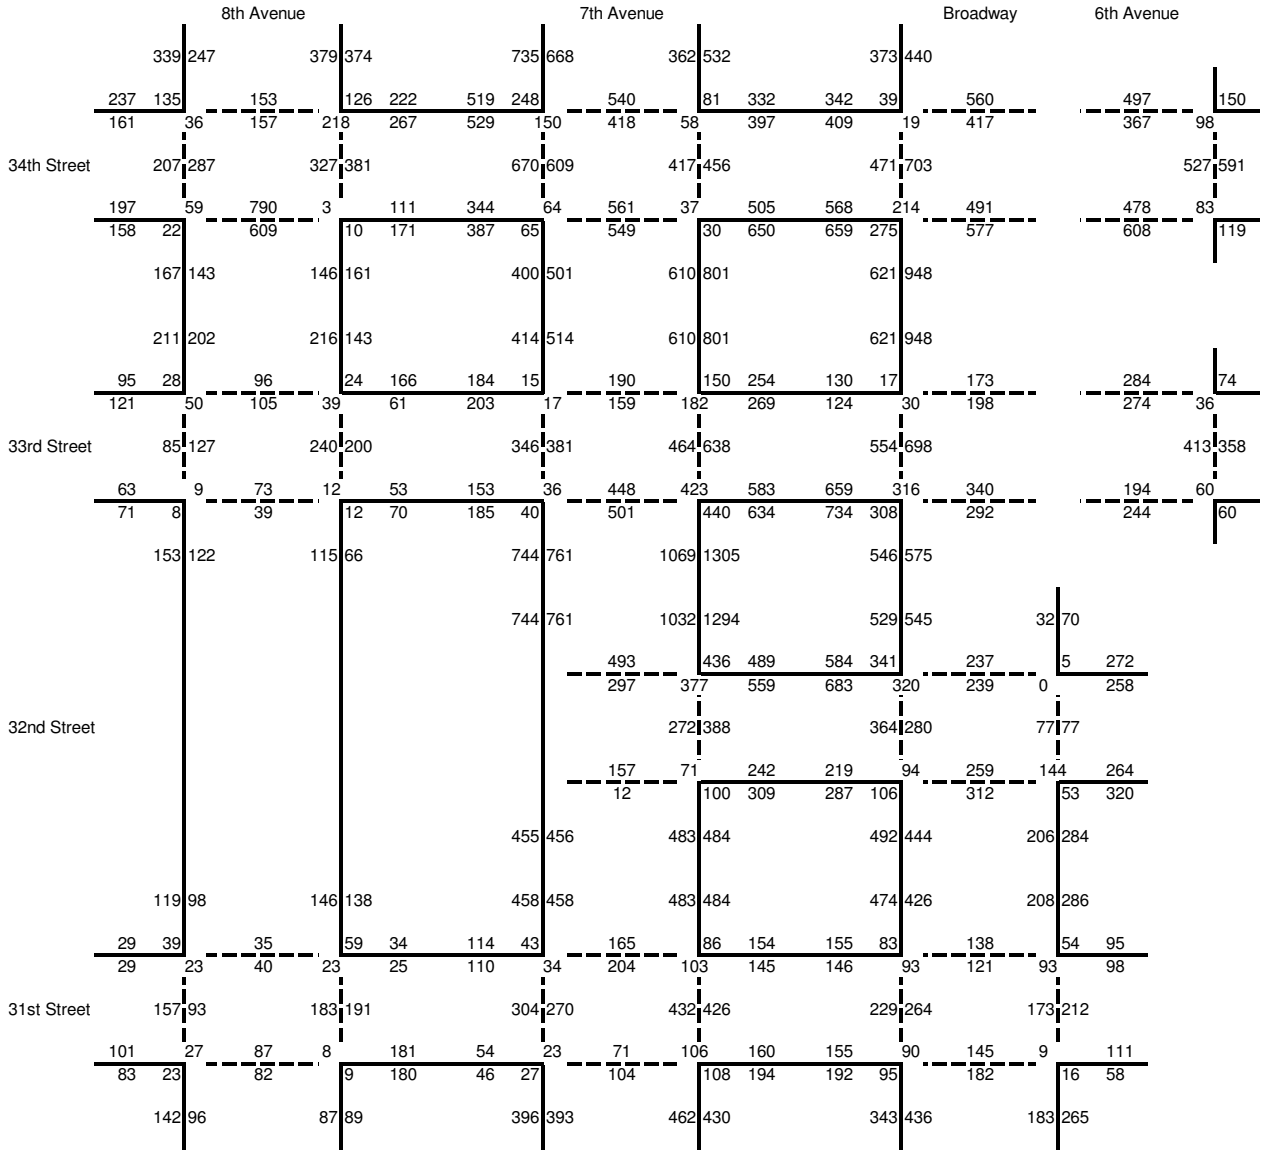 8th Avenue 7th Avenue Broadway 6th Avenue
339 247 379 374 735 668 362 532 373 440
237 135 153 126 222 519 248 540 81 332 342 39 560 497 150
161 36 157 218 267 529 150 418 58 397 409 19 417 367 98
34th Street 207 287 327 381 670 609 417 456 471 703 527 591
197 59 790 3 111 344 64 561 37 505 568 214 491 478 83
158 22 609 10 171 387 65 549 30 650 659 275 577 608 119
167 143 146 161 400 501 610 801 621 948
211 202 216 143 414 514 610 801 621 948
95 28 96 24 166 184 15 190 150 254 130 17 173 284 74
121 50 105 39 61 203 17 159 182 269 124 30 198 274 36
33rd Street 85 127 240 200 346 381 464 638 554 698 413 358
63 9 73 12 53 153 36 448 423 583 659 316 340 194 60
71 8 39 12 70 185 40 501 440 634 734 308 292 244 60
153 122 115 66 744 761 1069 1305 546 575
744 761 1032 1294 529 545 32 70
493 436 489 584 341 237 5 272
297 377 559 683 320 239 0 258
32nd Street 272 388 364 280 77 77
157 71 242 219 94 259 144 264
12 100 309 287 106 312 53 320
455 456 483 484 492 444 206 284
119 98 146 138 458 458 483 484 474 426 208 286
29 39 35 59 34 114 43 165 86 154 155 83 138 54 95
29 23 40 23 25 110 34 204 103 145 146 93 121 93 98
31st Street 157 93 183 191 304 270 432 426 229 264 173 212
101 27 87 8 181 54 23 71 106 160 155 90 145 9 111
83 23 82 9 180 46 27 104 108 194 192 95 182 16 58
142 96 87 89 396 393 462 430 343 436 183 265